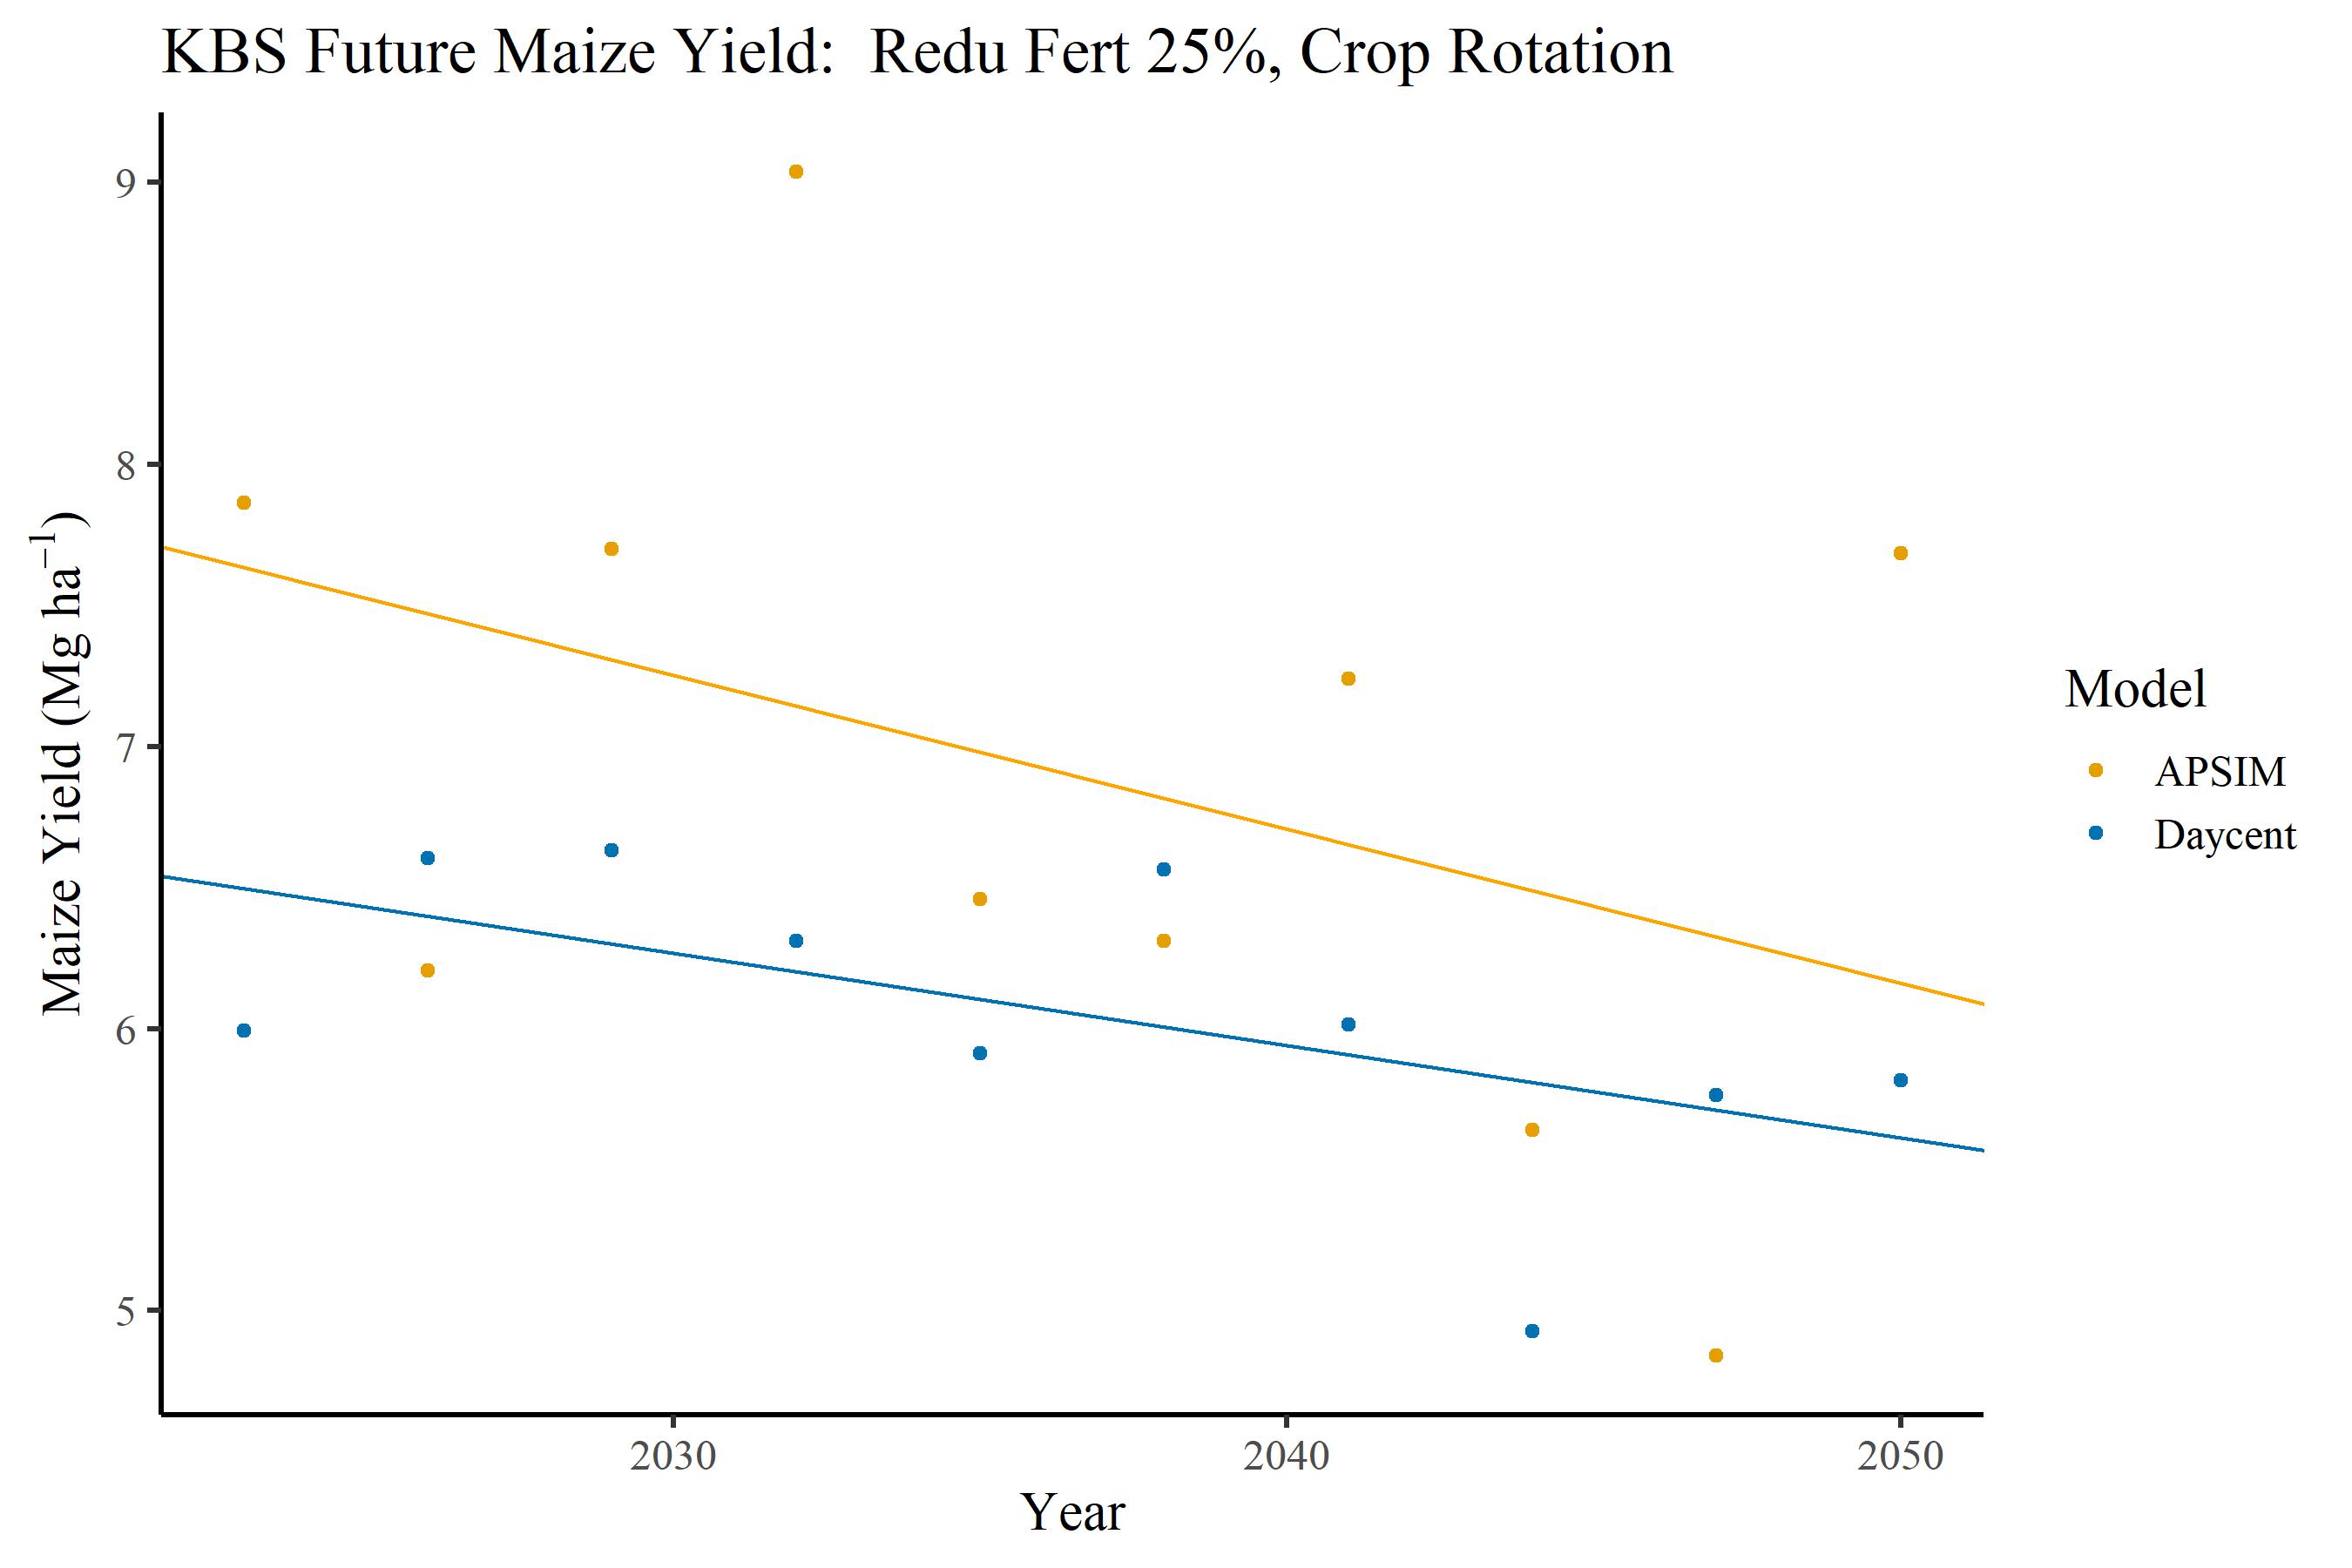 KBS Future Maize Yield:  Redu Fert 25%, Crop Rotation
Maize Yield (Mg ha⁻¹)
9
8
7
6
5
2030 2040 2050
Year
Model
APSIM
Daycent